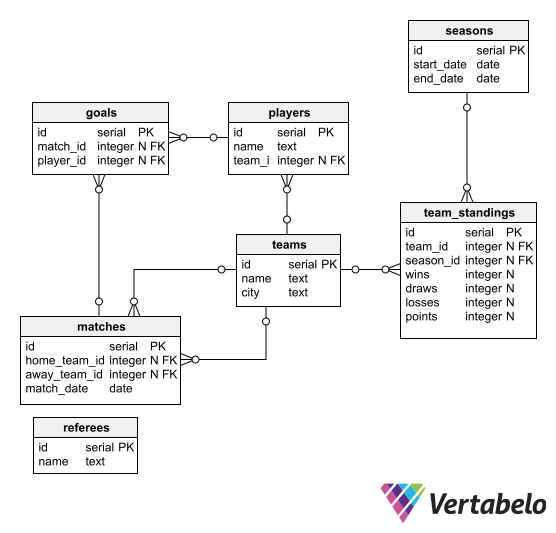 seasons
id serial PK
start_date date
end_date date
goals
id serial PK
match_id integer N FK
player_id integer N FK
players
id serial PK
name text
team_i integer N FK
team_standings
id serial PK
team_id integer N FK
season_id integer N FK
wins integer N
draws integer N
losses integer N
points integer N
teams
id serial PK
name text
city text
matches
id serial PK
home_team_id integer N FK
away_team_id integer N FK
match_date date
referees
id serial PK
name text
Vertabelo